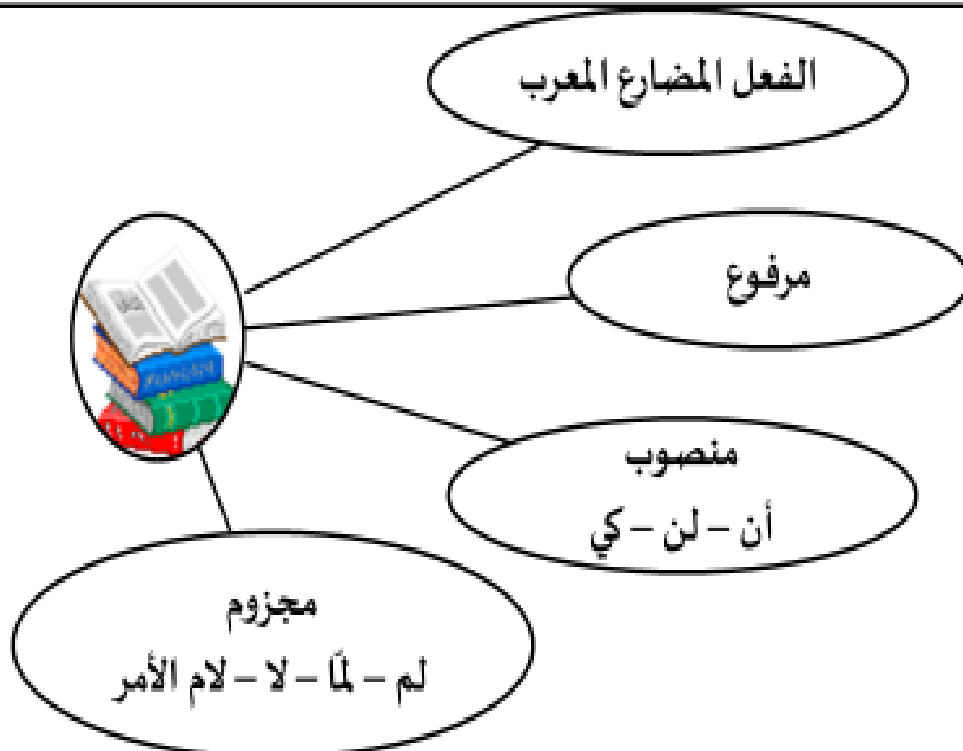 الفعل المضارع المعرب
مرفوع
منصوب
أن – لن – كي
مجزوم
لم – لمّا – لا – لام الأمر